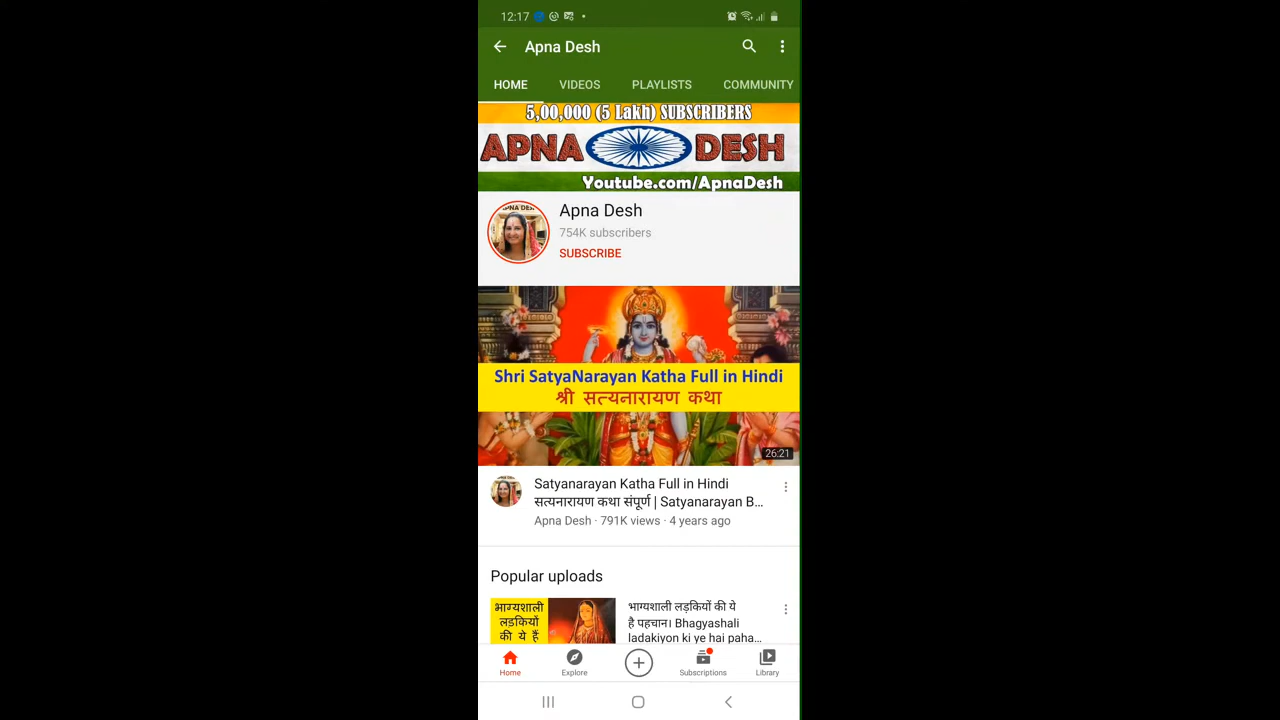 12:17
Apna Desh
HOME VIDEOS PLAYLISTS COMMUNITY
5,00,000 (5 Lakh) SUBSCRIBERS
APNA DESH
Youtube.com/ApnaDesh
Apna Desh
754K subscribers
SUBSCRIBE
Shri SatyaNarayan Katha Full in Hindi
श्री सत्यनारायण कथा
26:21
Satyanarayan Katha Full in Hindi
सत्यनारायण कथा संपूर्ण | Satyanarayan B...
Apna Desh · 791K views · 4 years ago
Popular uploads
भाग्यशाली
लडकियों
की ये हैं
भाग्यशाली लड़कियों की ये
है पहचान। Bhagyashali
ladakiyon ki ye hai paha...
Home Explore Subscriptions Library